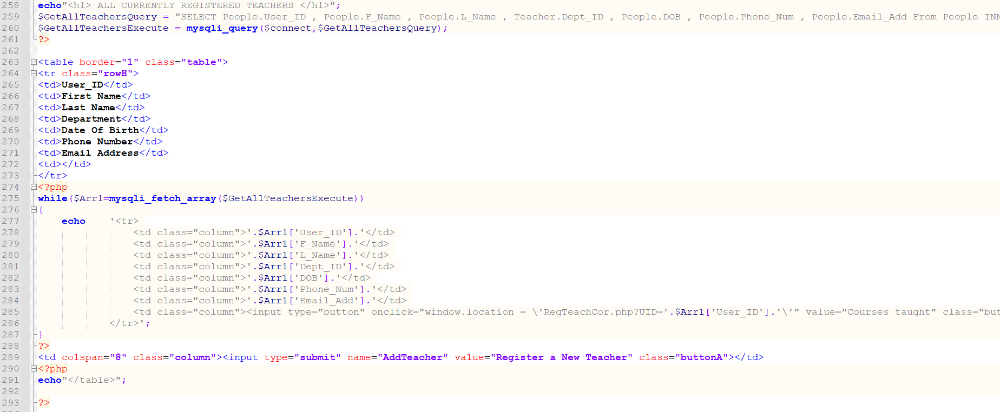 258 echo"<h1> ALL CURRENTLY REGISTERED TEACHERS </h1>";
259 $GetAllTeachersQuery = "SELECT People.User_ID , People.F_Name , People.L_Name , Teacher.Dept_ID , People.DOB , People.Phone_Num , People.Email_Add From People INN
260 $GetAllTeachersExecute = mysqli_query($connect,$GetAllTeachersQuery);
261 ?>
262
263 <table border="1" class="table">
264 <tr class="rowH">
265 <td>User_ID</td>
266 <td>First Name</td>
267 <td>Last Name</td>
268 <td>Department</td>
269 <td>Date Of Birth</td>
270 <td>Phone Number</td>
271 <td>Email Address</td>
272 <td></td>
273 </tr>
274 <?php
275 while($Arr1=mysqli_fetch_array($GetAllTeachersExecute))
276 {
277 echo '<tr>
278 <td class="column">'.$Arr1['User_ID'].'</td>
279 <td class="column">'.$Arr1['F_Name'].'</td>
280 <td class="column">'.$Arr1['L_Name'].'</td>
281 <td class="column">'.$Arr1['Dept_ID'].'</td>
282 <td class="column">'.$Arr1['DOB'].'</td>
283 <td class="column">'.$Arr1['Phone_Num'].'</td>
284 <td class="column">'.$Arr1['Email_Add'].'</td>
285 <td class="column"><input type="button" onclick="window.location = \'RegTeachCor.php?UID='.$Arr1['User_ID'].'\'" value="Courses taught" class="but
286 </tr>';
287 }
288 ?>
289 <td colspan="8" class="column"><input type="submit" name="AddTeacher" value="Register a New Teacher" class="buttonA"></td>
290 <?php
291 echo"</table>";
292
293 ?>